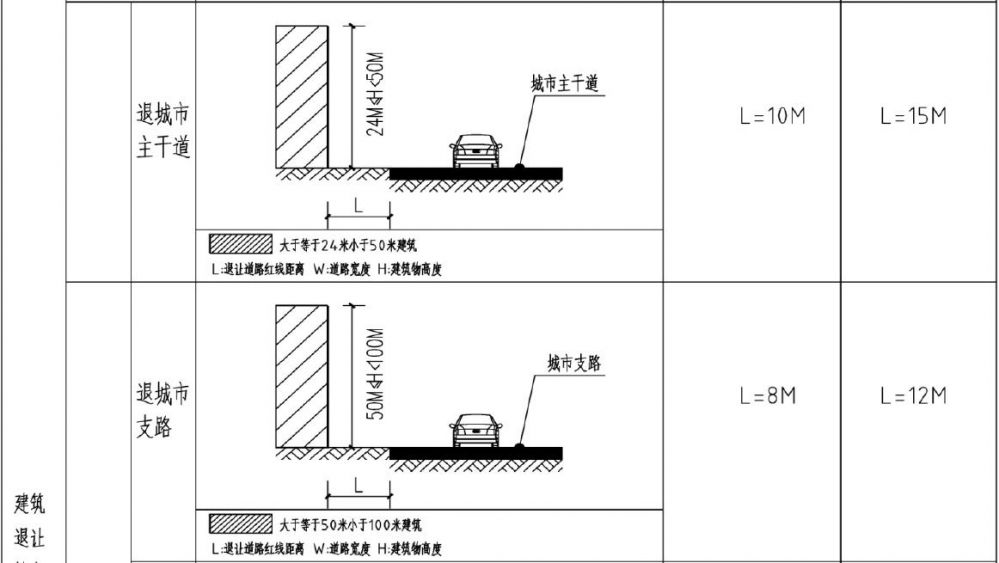 退城市
主干道
24M≤H<50M
城市主干道
L
大于等于24米小于50米建筑
L:退让道路红线距离 W:道路宽度 H:建筑物高度
L=10M
L=15M
退城市
支路
50M≤H<100M
城市支路
L
大于等于50米小于100米建筑
L:退让道路红线距离 W:道路宽度 H:建筑物高度
L=8M
L=12M
建筑
退让